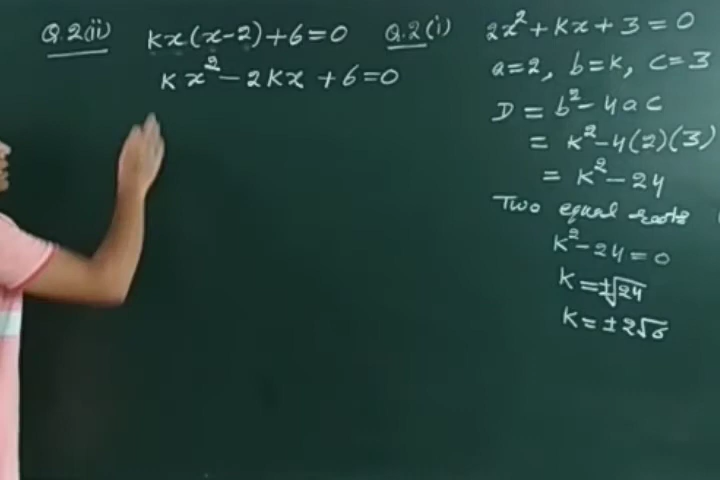 Q.2(ii) kx(x-2)+6=0
kx²-2kx+6=0
Q.2(i) 2x²+kx+3=0
a=2, b=k, c=3
D = b²-4ac
= k²-4(2)(3)
= k²-24
Two equal roots
k²-24=0
k=±√24
k=±2√6